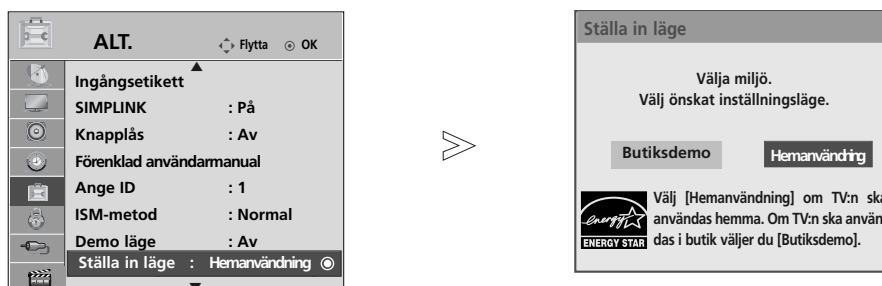 ALT.
Flytta
OK
Ingångsetikett
SIMPLINK : På
Knapplås : Av
Förenklad användarmanual
Ange ID : 1
ISM-metod : Normal
Demo läge : Av
Ställa in läge : Hemanvändning
Ställa in läge
Välja miljö.
Välj önskat inställningsläge.
Butiksdemo
Hemanvändning
energy
ENERGY STAR
Välj [Hemanvändning] om TV:n ska
användas hemma. Om TV:n ska använ
das i butik väljer du [Butiksdemo].